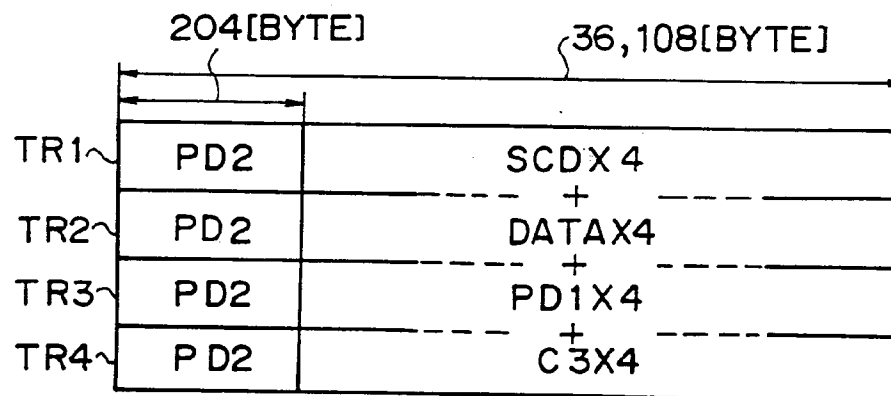 204[BYTE] 36,108[BYTE]
TR1 PD2 SCDX4
+
TR2 PD2 DATAX4
+
TR3 PD2 PD1X4
+
TR4 PD2 C3X4